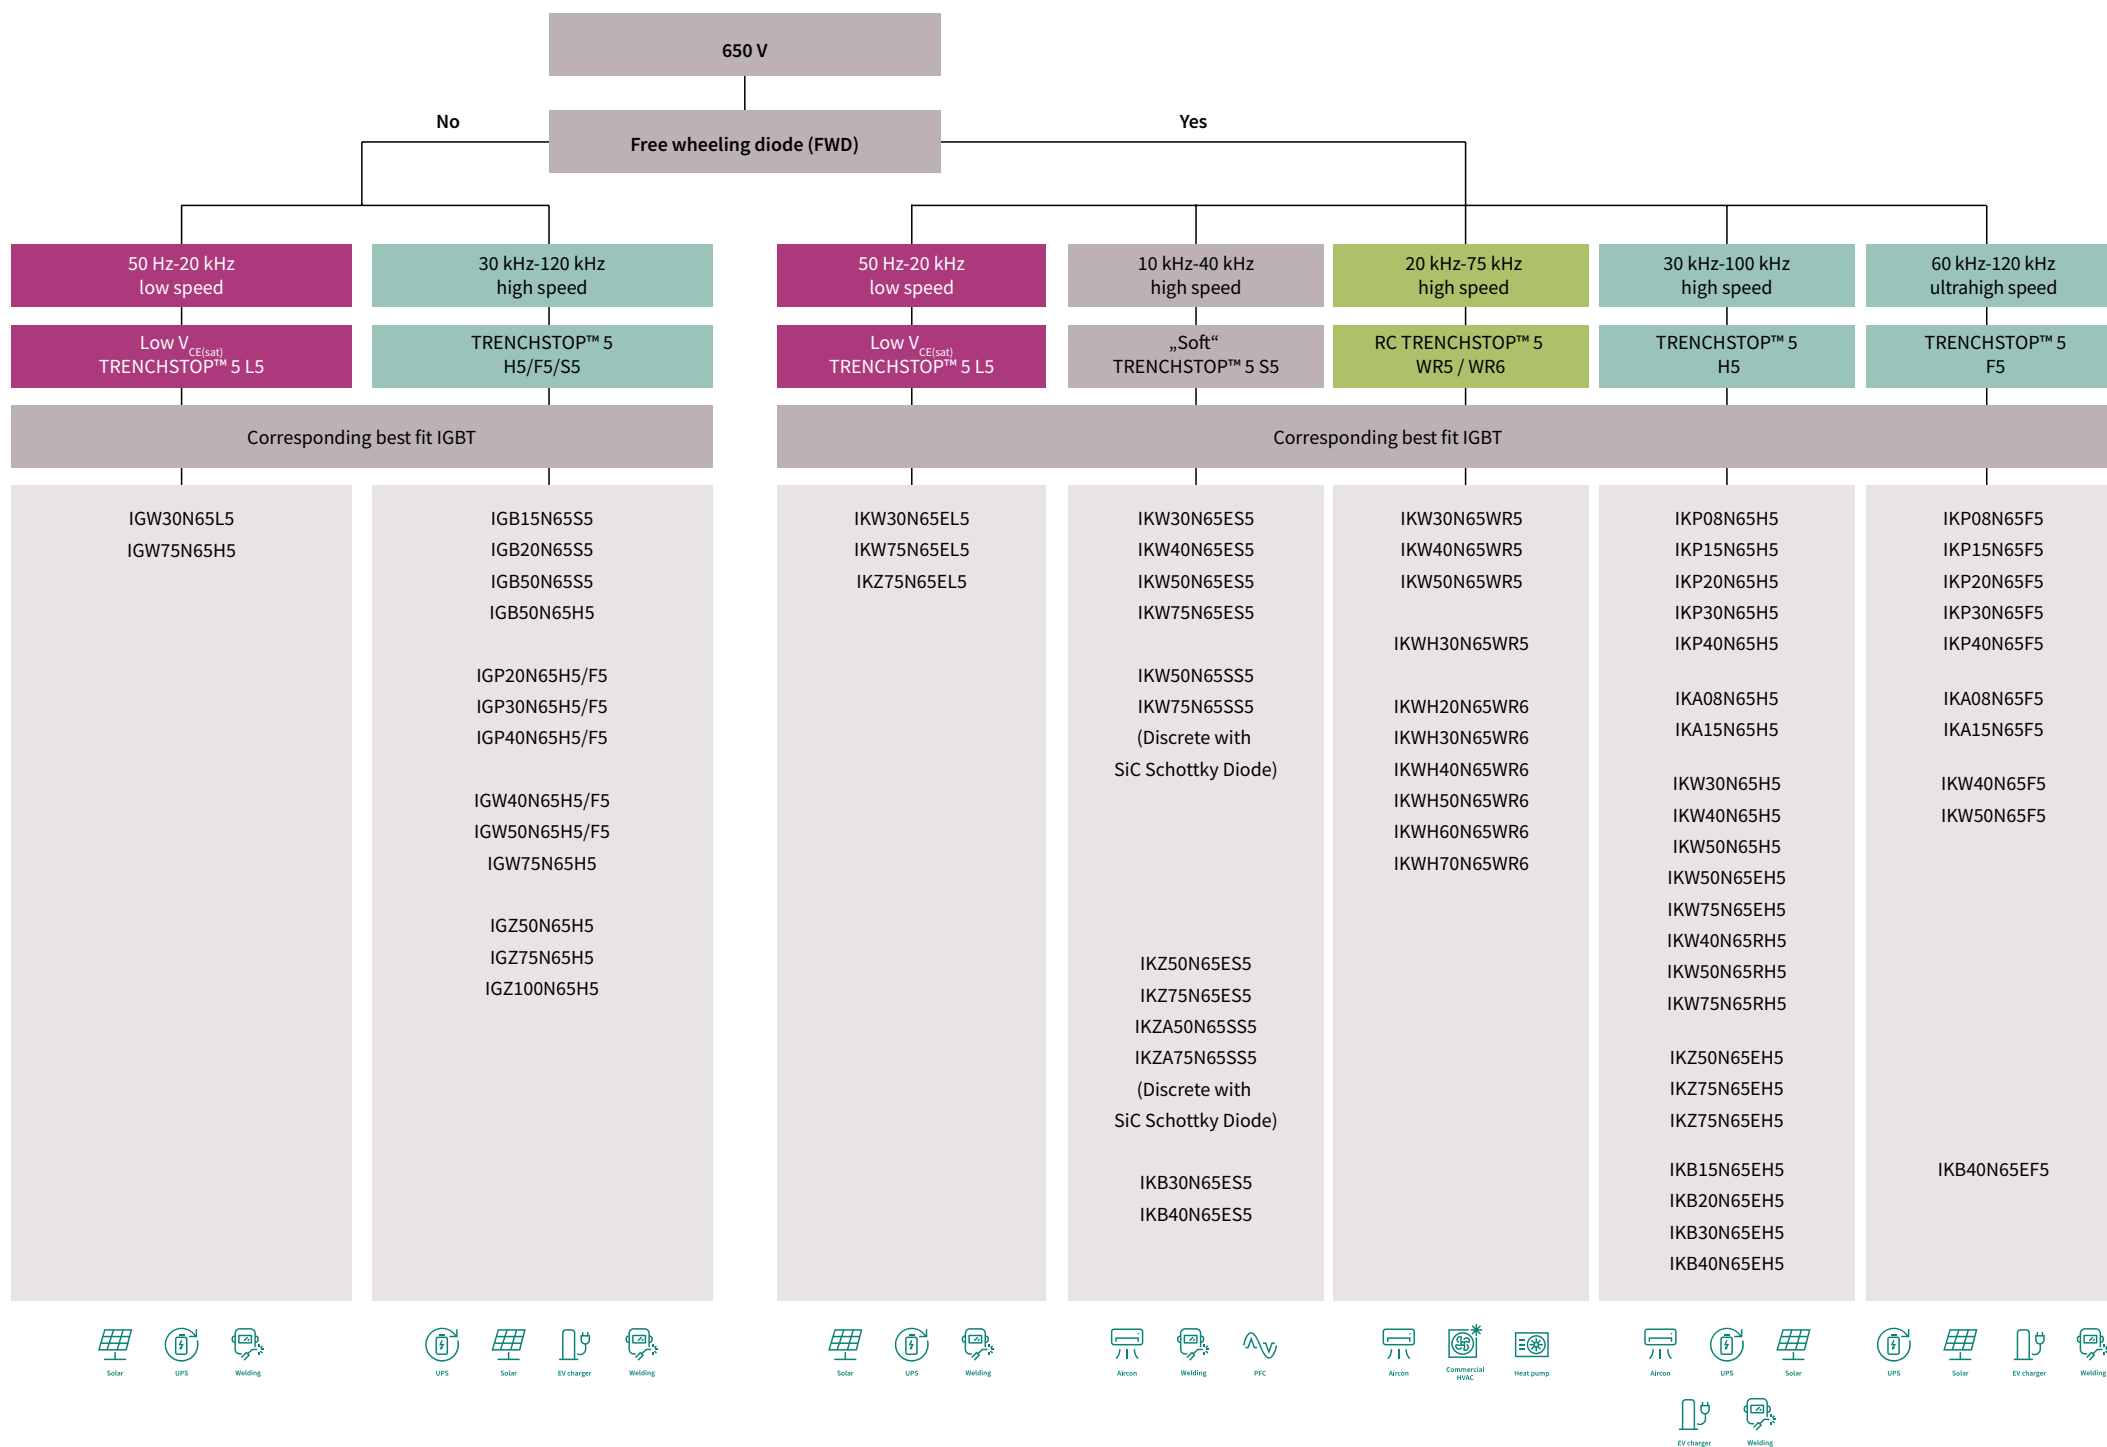 650 V
No
Free wheeling diode (FWD)
Yes
50 Hz-20 kHz
low speed
30 kHz-120 kHz
high speed
50 Hz-20 kHz
low speed
10 kHz-40 kHz
high speed
20 kHz-75 kHz
high speed
30 kHz-100 kHz
high speed
60 kHz-120 kHz
ultrahigh speed
Low VCE(sat)
TRENCHSTOP™ 5 L5
TRENCHSTOP™ 5
H5/F5/S5
Low VCE(sat)
TRENCHSTOP™ 5 L5
„Soft“
TRENCHSTOP™ 5 S5
RC TRENCHSTOP™ 5
WR5 / WR6
TRENCHSTOP™ 5
H5
TRENCHSTOP™ 5
F5
Corresponding best fit IGBT
Corresponding best fit IGBT
IGW30N65L5
IGW75N65H5
IGB15N65S5
IGB20N65S5
IGB50N65S5
IGB50N65H5
IGP20N65H5/F5
IGP30N65H5/F5
IGP40N65H5/F5
IGW40N65H5/F5
IGW50N65H5/F5
IGW75N65H5
IGZ50N65H5
IGZ75N65H5
IGZ100N65H5
IKW30N65EL5
IKW75N65EL5
IKZ75N65EL5
IKW30N65ES5
IKW40N65ES5
IKW50N65ES5
IKW75N65ES5
IKW50N65SS5
IKW75N65SS5
(Discrete with
SiC Schottky Diode)
IKZ50N65ES5
IKZ75N65ES5
IKZA50N65SS5
IKZA75N65SS5
(Discrete with
SiC Schottky Diode)
IKB30N65ES5
IKB40N65ES5
IKW30N65WR5
IKW40N65WR5
IKW50N65WR5
IKWH30N65WR5
IKWH20N65WR6
IKWH30N65WR6
IKWH40N65WR6
IKWH50N65WR6
IKWH60N65WR6
IKWH70N65WR6
IKP08N65H5
IKP15N65H5
IKP20N65H5
IKP30N65H5
IKP40N65H5
IKA08N65H5
IKA15N65H5
IKW30N65H5
IKW40N65H5
IKW50N65H5
IKW50N65EH5
IKW75N65EH5
IKW40N65RH5
IKW50N65RH5
IKW75N65RH5
IKZ50N65EH5
IKZ75N65EH5
IKZ75N65EH5
IKB15N65EH5
IKB20N65EH5
IKB30N65EH5
IKB40N65EH5
IKP08N65F5
IKP15N65F5
IKP20N65F5
IKP30N65F5
IKP40N65F5
IKA08N65F5
IKA15N65F5
IKW40N65F5
IKW50N65F5
IKB40N65EF5
Solar
UPS
Welding
UPS
Solar
EV charger
Welding
Solar
UPS
Welding
Aircon
Welding
PFC
Aircon
Commercial
HVAC
Heat pump
Aircon
UPS
Solar
EV charger
Welding
UPS
Solar
EV charger
Welding